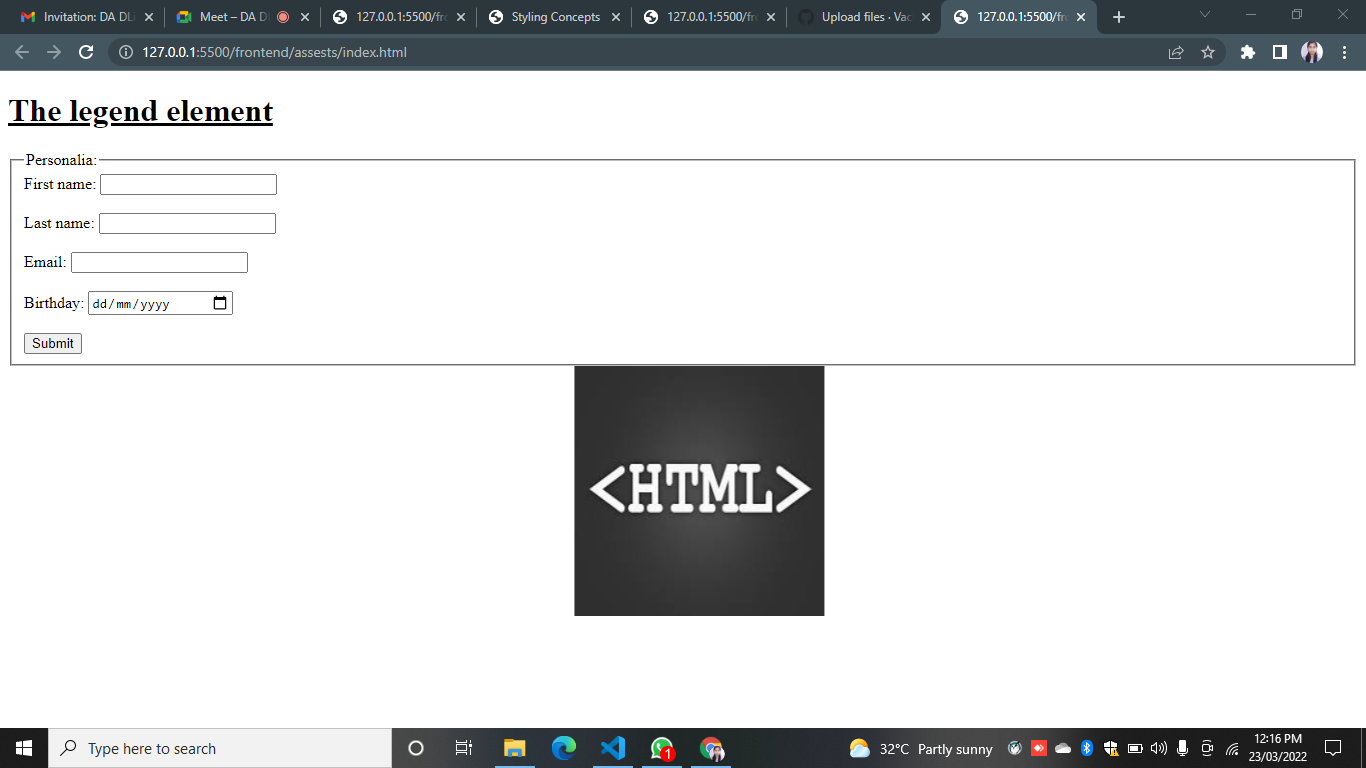 Invitation: DA DLi
Meet – DA D
127.0.0.1:5500/fr
Styling Concepts
127.0.0.1:5500/fr
Upload files · Vac
127.0.0.1:5500/fr
127.0.0.1:5500/frontend/assests/index.html
The legend element
Personalia:
First name:
Last name:
Email:
Birthday: dd/mm/yyyy
Submit
<HTML>
Type here to search
1
32°C Partly sunny
12:16 PM
23/03/2022